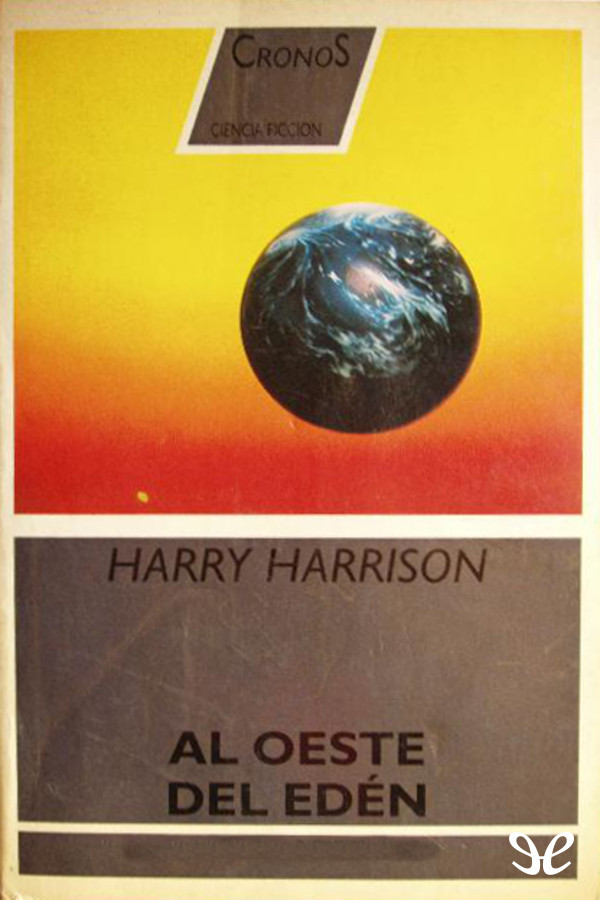 CRONOS
CIENCIA FICCION
HARRY HARRISON
AL OESTE
DEL EDÉN